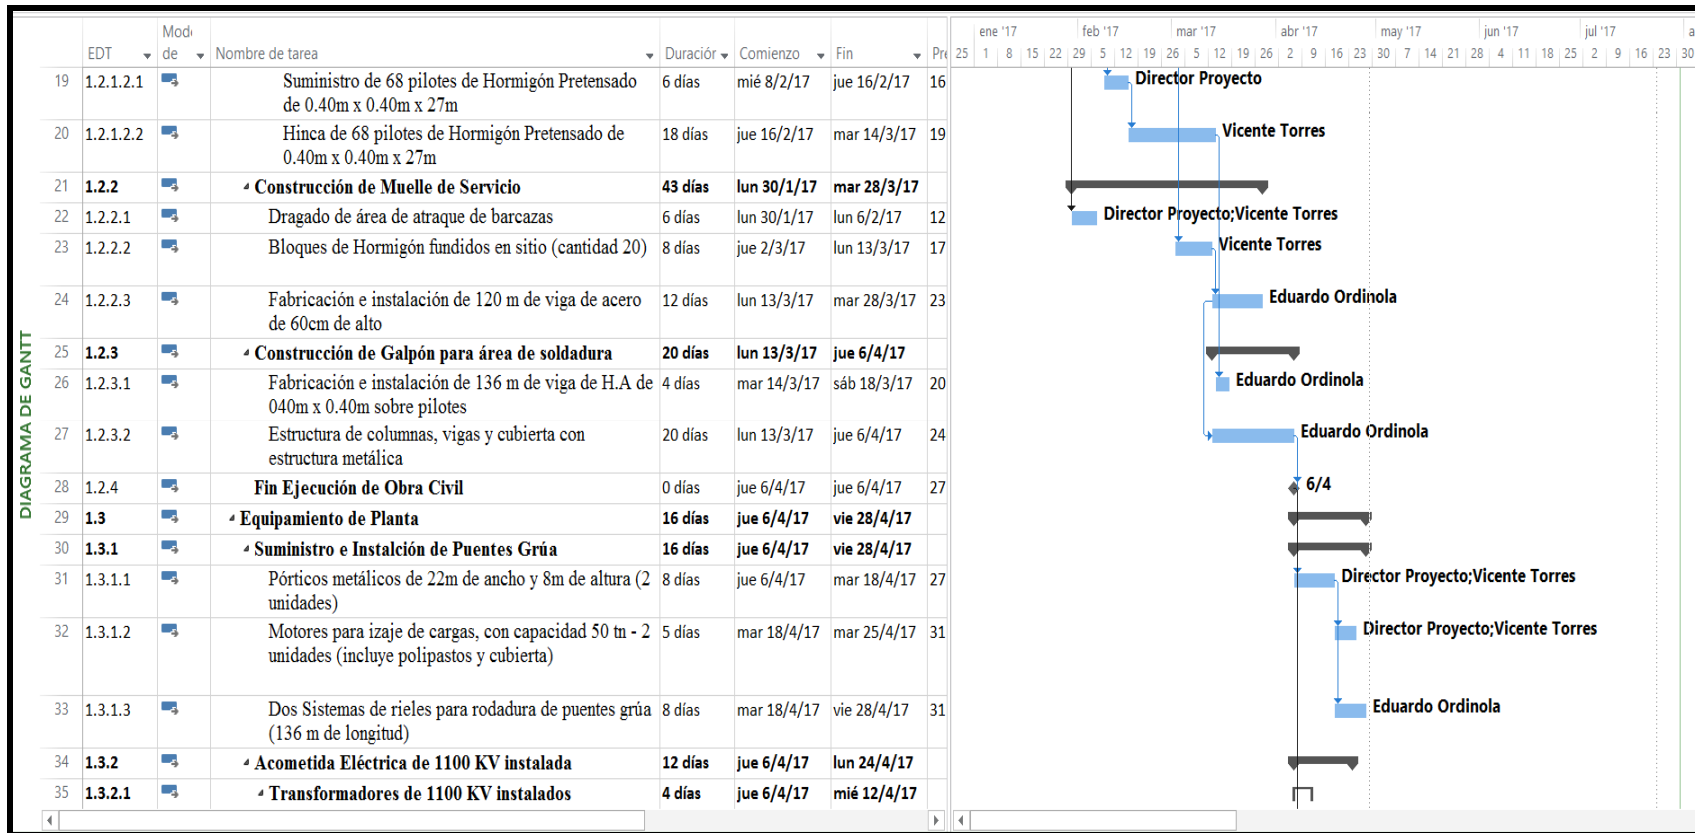 DIAGRAMA DE GANTT
EDT Modo de Nombre de tarea Duración Comienzo Fin Pre
ene '17 feb '17 mar '17 abr '17 may '17 jun '17 jul '17 a
25 1 8 15 22 29 5 12 19 26 5 12 19 26 2 9 16 23 30 7 14 21 28 4 11 18 25 2 9 16 23 30
19 1.2.1.2.1 Suministro de 68 pilotes de Hormigón Pretensado 6 días mié 8/2/17 jue 16/2/17 16 Director Proyecto
de 0.40m x 0.40m x 27m
20 1.2.1.2.2 Hinca de 68 pilotes de Hormigón Pretensado de 18 días jue 16/2/17 mar 14/3/17 19 Vicente Torres
0.40m x 0.40m x 27m
21 1.2.2 Construcción de Muelle de Servicio 43 días lun 30/1/17 mar 28/3/17
22 1.2.2.1 Dragado de área de atraque de barcazas 6 días lun 30/1/17 lun 6/2/17 12 Director Proyecto;Vicente Torres
23 1.2.2.2 Bloques de Hormigón fundidos en sitio (cantidad 20) 8 días jue 2/3/17 lun 13/3/17 17 Vicente Torres
24 1.2.2.3 Fabricación e instalación de 120 m de viga de acero 12 días lun 13/3/17 mar 28/3/17 23 Eduardo Ordinola
de 60cm de alto
25 1.2.3 Construcción de Galpón para área de soldadura 20 días lun 13/3/17 jue 6/4/17
26 1.2.3.1 Fabricación e instalación de 136 m de viga de H.A de 4 días mar 14/3/17 sáb 18/3/17 20 Eduardo Ordinola
040m x 0.40m sobre pilotes
27 1.2.3.2 Estructura de columnas, vigas y cubierta con 20 días lun 13/3/17 jue 6/4/17 24 Eduardo Ordinola
estructura metálica
28 1.2.4 Fin Ejecución de Obra Civil 0 días jue 6/4/17 jue 6/4/17 27 6/4
29 1.3 Equipamiento de Planta 16 días jue 6/4/17 vie 28/4/17
30 1.3.1 Suministro e Instalción de Puentes Grúa 16 días jue 6/4/17 vie 28/4/17
31 1.3.1.1 Pórticos metálicos de 22m de ancho y 8m de altura (2 8 días jue 6/4/17 mar 18/4/17 27 Director Proyecto;Vicente Torres
unidades)
32 1.3.1.2 Motores para izaje de cargas, con capacidad 50 tn - 2 5 días mar 18/4/17 mar 25/4/17 31 Director Proyecto;Vicente Torres
unidades (incluye polipastos y cubierta)
33 1.3.1.3 Dos Sistemas de rieles para rodadura de puentes grúa 8 días mar 18/4/17 vie 28/4/17 31 Eduardo Ordinola
(136 m de longitud)
34 1.3.2 Acometida Eléctrica de 1100 KV instalada 12 días jue 6/4/17 lun 24/4/17
35 1.3.2.1 Transformadores de 1100 KV instalados 4 días jue 6/4/17 mié 12/4/17